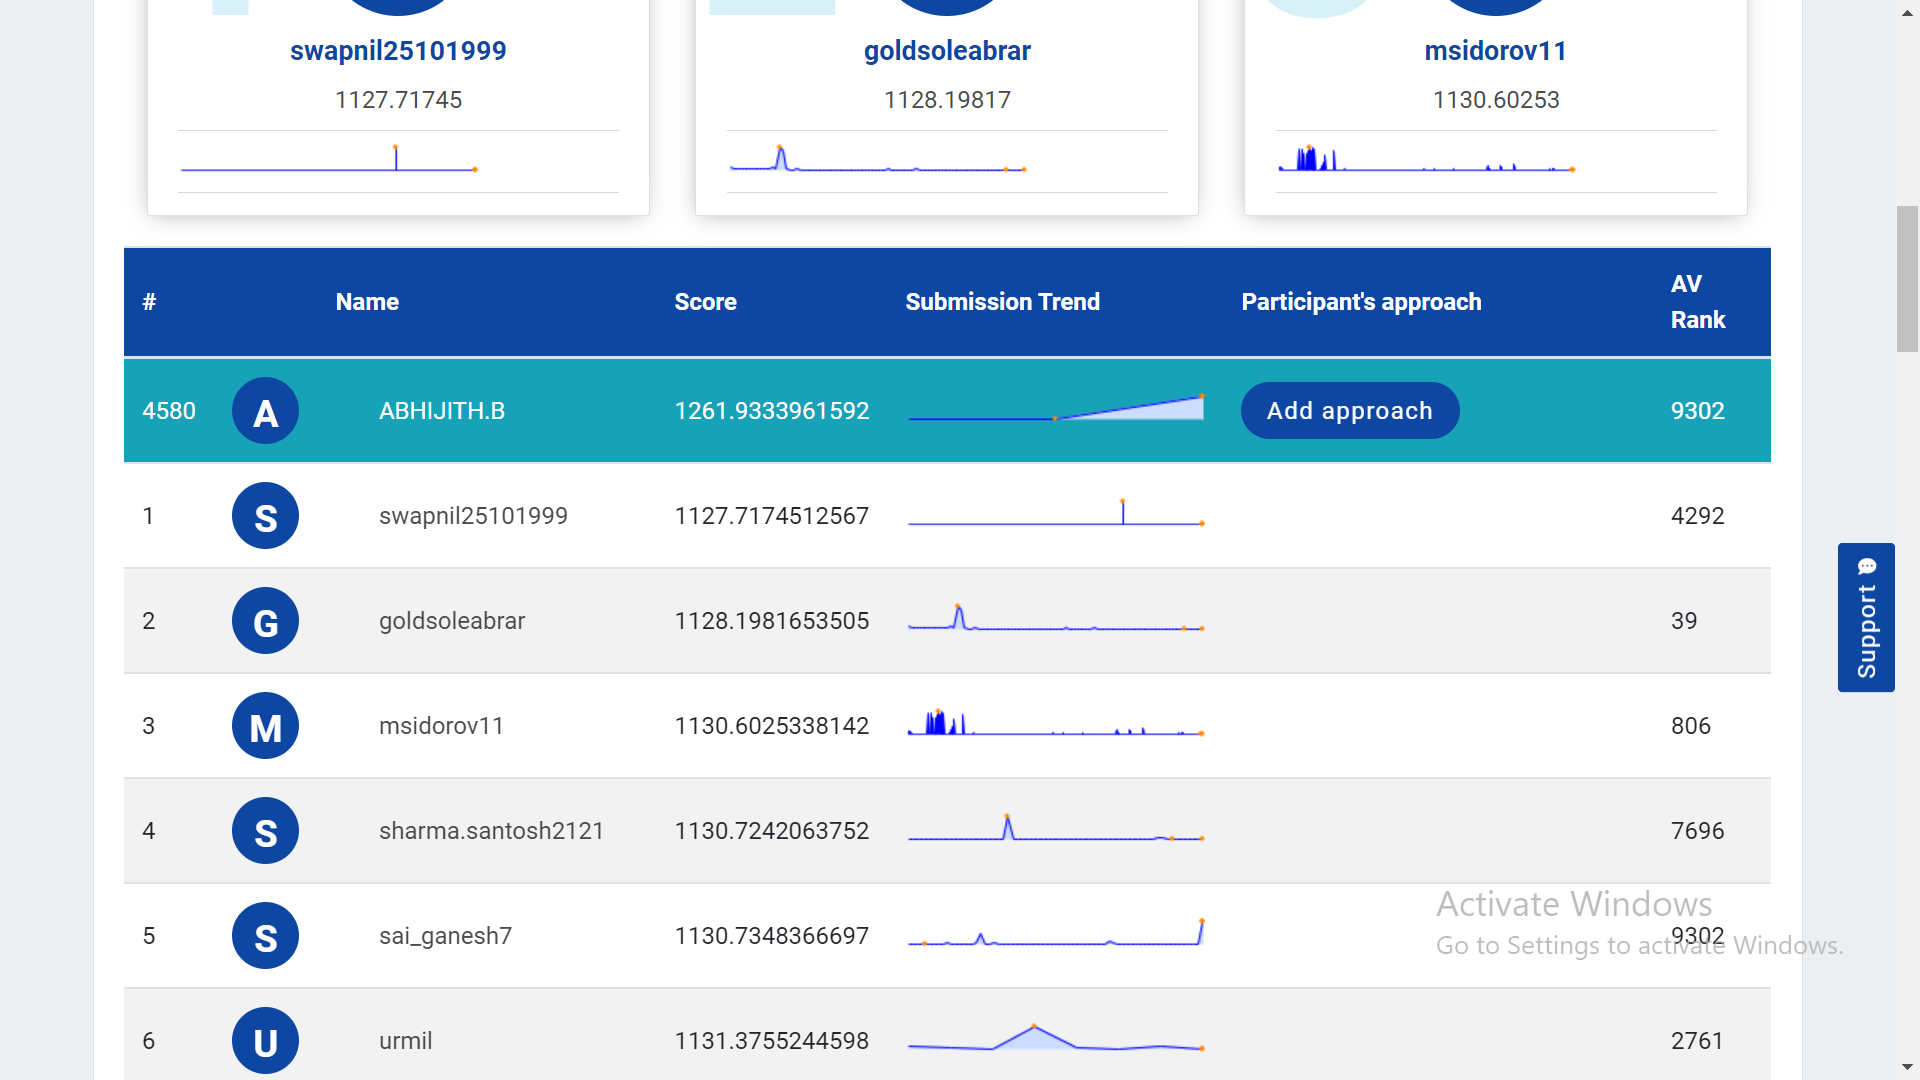 swapnil25101999
1127.71745
goldsoleabrar
1128.19817
msidorov11
1130.60253
# Name Score Submission Trend Participant's approach AV Rank
4580 A ABHIJITH.B 1261.9333961592 Add approach 9302
1 S swapnil25101999 1127.7174512567 4292
2 G goldsoleabrar 1128.1981653505 39
3 M msidorov11 1130.6025338142 806
4 S sharma.santosh2121 1130.7242063752 7696
5 S sai_ganesh7 1130.7348366697 9302
6 U urmil 1131.3755244598 2761
Support
Activate Windows
Go to Settings to activate Windows.